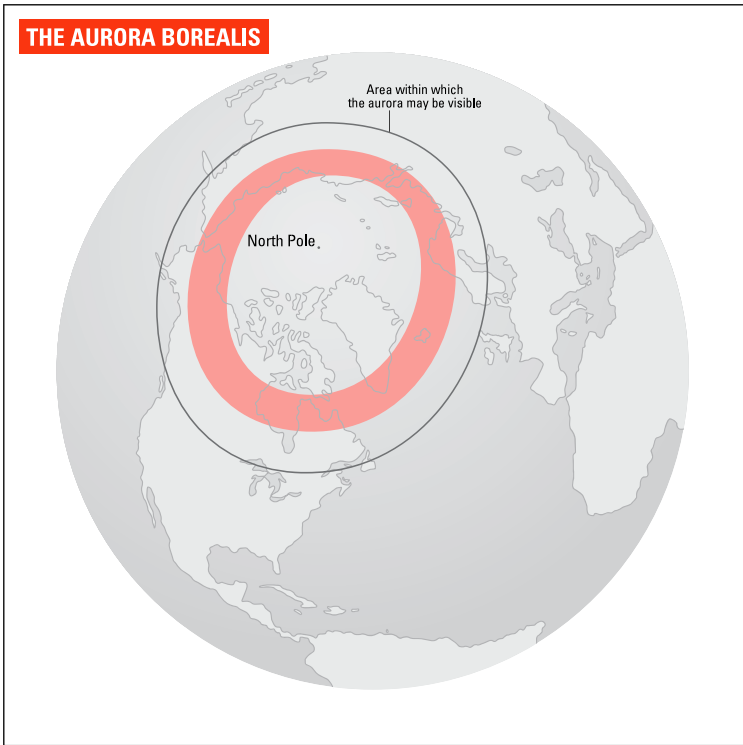 THE AURORA BOREALIS
Area within which
the aurora may be visible
North Pole